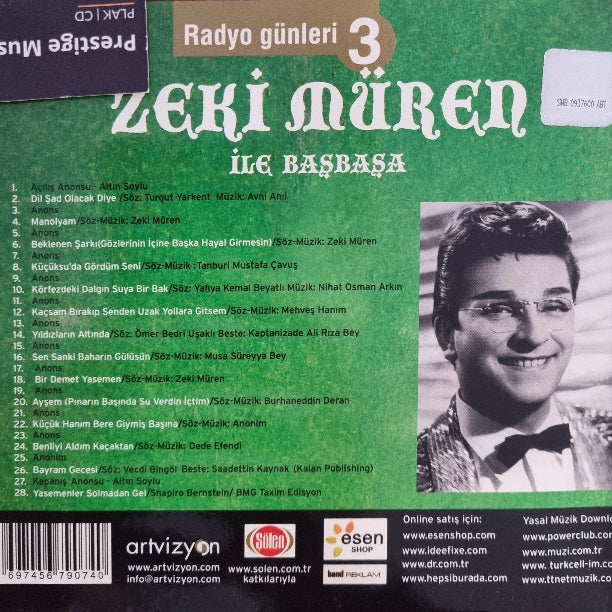 Prestige Mus
PLAK | CD
Radyo günleri 3
SMB 0937600 ABT
ZEKİ MÜREN
İLE BAŞBAŞA
1. Açılış Anonsu - Altın Soylu
2. Dil Şad Olacak Diye /Söz: Turgut Yarkent Müzik: Avni Anıl
3. Anons
4. Manolyam/Söz-Müzik: Zeki Müren
5. Anons
6. Beklenen Şarkı(Gözlerinin İçine Başka Hayal Girmesin)/Söz-Müzik: Zeki Müren
7. Anons
8. Küçüksu'da Gördüm Seni/Söz-Müzik :Tanburi Mustafa Çavuş
9. Anons
10. Körfezdeki Dalgın Suya Bir Bak/Söz: Yahya Kemal Beyatlı Müzik: Nihat Osman Arkın
11. Anons
12. Kaçsam Bırakıp Senden Uzak Yollara Gitsem/Söz-Müzik: Mehveş Hanım
13. Anons
14. Yıldızların Altında/Söz: Ömer Bedri Uşaklı Beste: Kaptanizade Ali Rıza Bey
15. Anons
16. Sen Sanki Baharın Gülüsün/Söz-Müzik: Musa Süreyya Bey
17. Anons
18. Bir Demet Yasemen/Söz-Müzik: Zeki Müren
19. Anons
20. Ayşem (Pınarın Başında Su Verdin İçtim)/Söz-Müzik: Burhaneddin Deran
21. Anons
22. Küçük Hanım Bere Giymiş Başına/Söz-Müzik: Anonim
23. Anons
24. Benliyi Aldım Kaçaktan/Söz-Müzik: Dede Efendi
25. Anonim
26. Bayram Gecesi/Söz: Vecdi Bingöl Beste: Saadettin Kaynak (Kalan Publishing)
27. Kapanış Anonsu - Altın Soylu
28. Yasemenler Solmadan Gel/Shapiro Bernstein/ BMG Taxim Edisyon
697456 790740
artvizyon
www.artvizyon.com
info@artvizyon.com
Şölen
www.solen.com.tr
katkılarıyla
esen
SHOP
hand REKLAM
Online satış için:
www.esenshop.com
www.ideefixe.com
www.dr.com.tr
www.hepsiburada.com
Yasal Müzik Downl
www.powerclub.com
www.muzi.com.tr
www. turkcell-im.co
www.ttnetmuzik.co